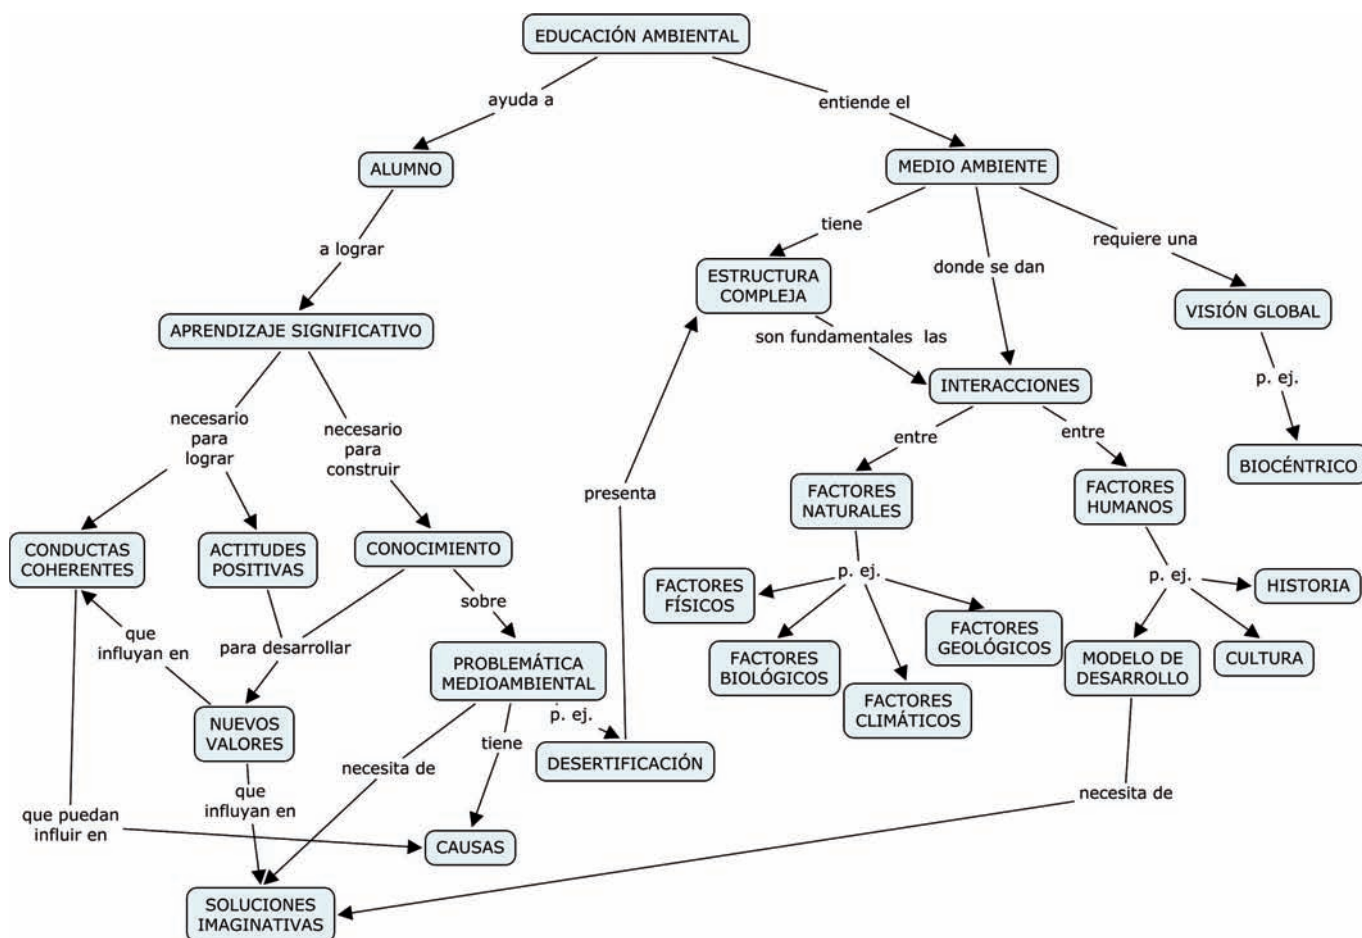 EDUCACIÓN AMBIENTAL
ayuda a
entiende el
ALUMNO
MEDIO AMBIENTE
a lograr
tiene
donde se dan
requiere una
ESTRUCTURA
COMPLEJA
VISIÓN GLOBAL
APRENDIZAJE SIGNIFICATIVO
son fundamentales las
INTERACCIONES
p. ej.
necesario
para
lograr
necesario
para
construir
entre
entre
BIOCÉNTRICO
presenta
FACTORES
NATURALES
FACTORES
HUMANOS
CONDUCTAS
COHERENTES
ACTITUDES
POSITIVAS
CONOCIMIENTO
p. ej.
p. ej.
HISTORIA
FACTORES
FÍSICOS
sobre
que
influyan en
para desarrollar
FACTORES
BIOLÓGICOS
FACTORES
CLIMÁTICOS
FACTORES
GEOLÓGICOS
MODELO DE
DESARROLLO
CULTURA
PROBLEMÁTICA
MEDIOAMBIENTAL
NUEVOS
VALORES
p. ej.
tiene
necesita de
DESERTIFICACIÓN
que
influyan en
necesita de
que puedan
influir en
CAUSAS
SOLUCIONES
IMAGINATIVAS